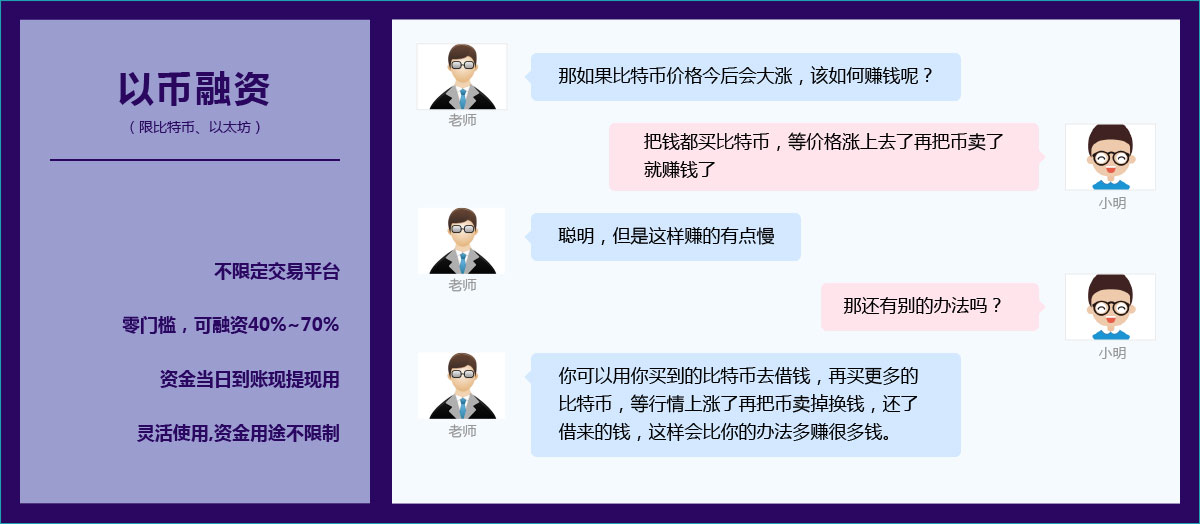 以币融资
（限比特币、以太坊）
不限定交易平台
零门槛，可融资40%~70%
资金当日到账现提现用
灵活使用,资金用途不限制
那如果比特币价格今后会大涨，该如何赚钱呢？
老师
把钱都买比特币，等价格涨上去了再把币卖了
就赚钱了
小明
聪明，但是这样赚的有点慢
老师
那还有别的办法吗？
小明
你可以用你买到的比特币去借钱，再买更多的
比特币，等行情上涨了再把币卖掉换钱，还了
借来的钱，这样会比你的办法多赚很多钱。
老师